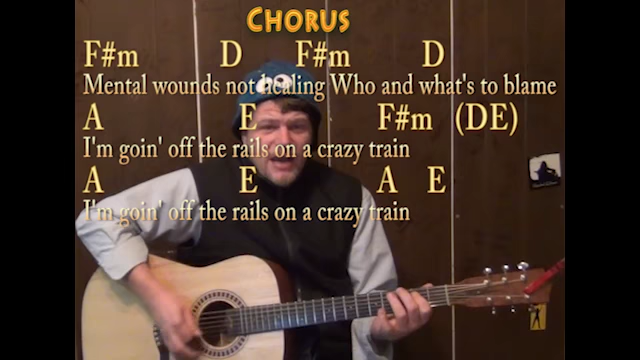 CHORUS
F#m D F#m D
Mental wounds not healing Who and what's to blame
A E F#m (DE)
I'm goin' off the rails on a crazy train
A E A E
I'm goin' off the rails on a crazy train